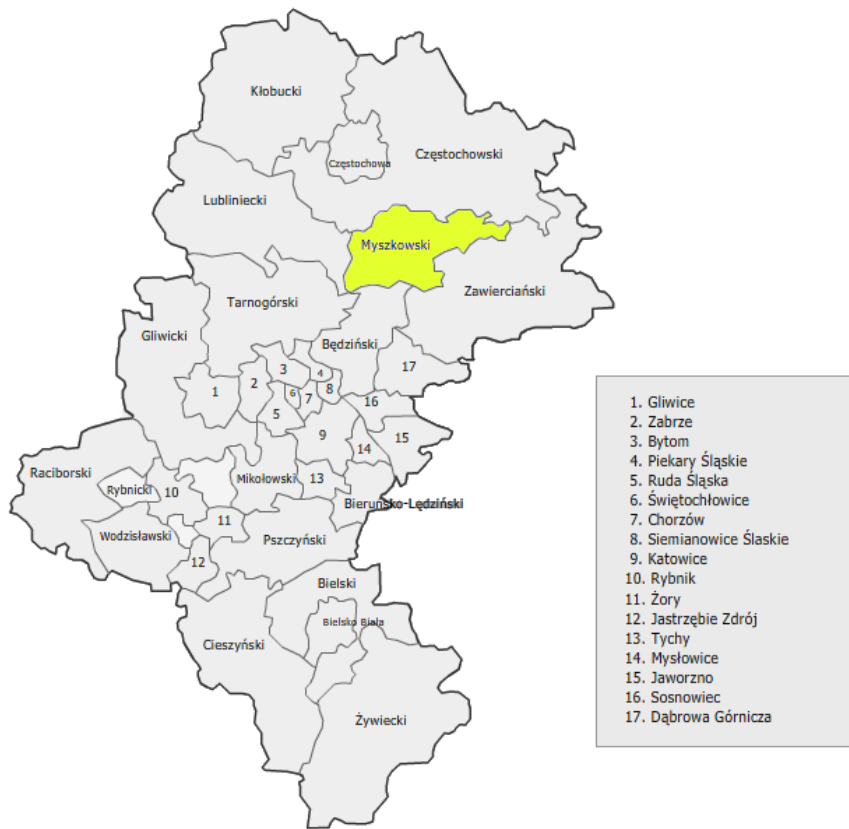 Kłobucki
Częstochowski
Częstochowa
Lubliniecki
Myszkowski
Zawierciański
Tarnogórski
Gliwicki
Będziński
17
3
4
2
1
6
8
7
16
5
9
15
14
Raciborski
Mikołowski
13
Rybnicki
10
Bieruńsko-Lędziński
11
Wodzisławski
Pszczyński
12
Bielski
Bielsko Biała
Cieszyński
Żywiecki
1. Gliwice
2. Zabrze
3. Bytom
4. Piekary Śląskie
5. Ruda Śląska
6. Świętochłowice
7. Chorzów
8. Siemianowice Ślaskie
9. Katowice
10. Rybnik
11. Żory
12. Jastrzębie Zdrój
13. Tychy
14. Mysłowice
15. Jaworzno
16. Sosnowiec
17. Dąbrowa Górnicza